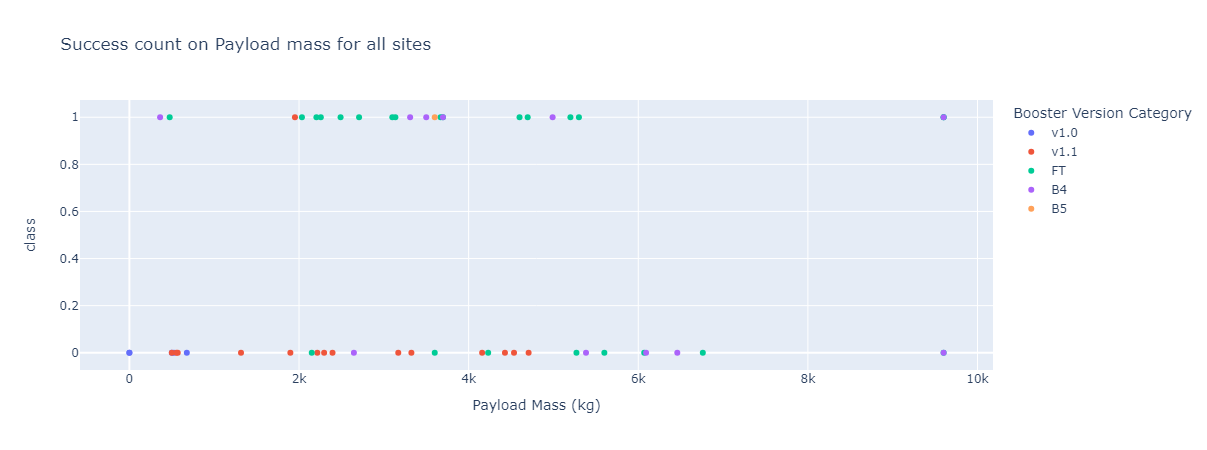 Success count on Payload mass for all sites
1
0.8
0.6
0.4
0.2
0
class
0
2k
4k
6k
8k
10k
Payload Mass (kg)
Booster Version Category
v1.0
v1.1
FT
B4
B5